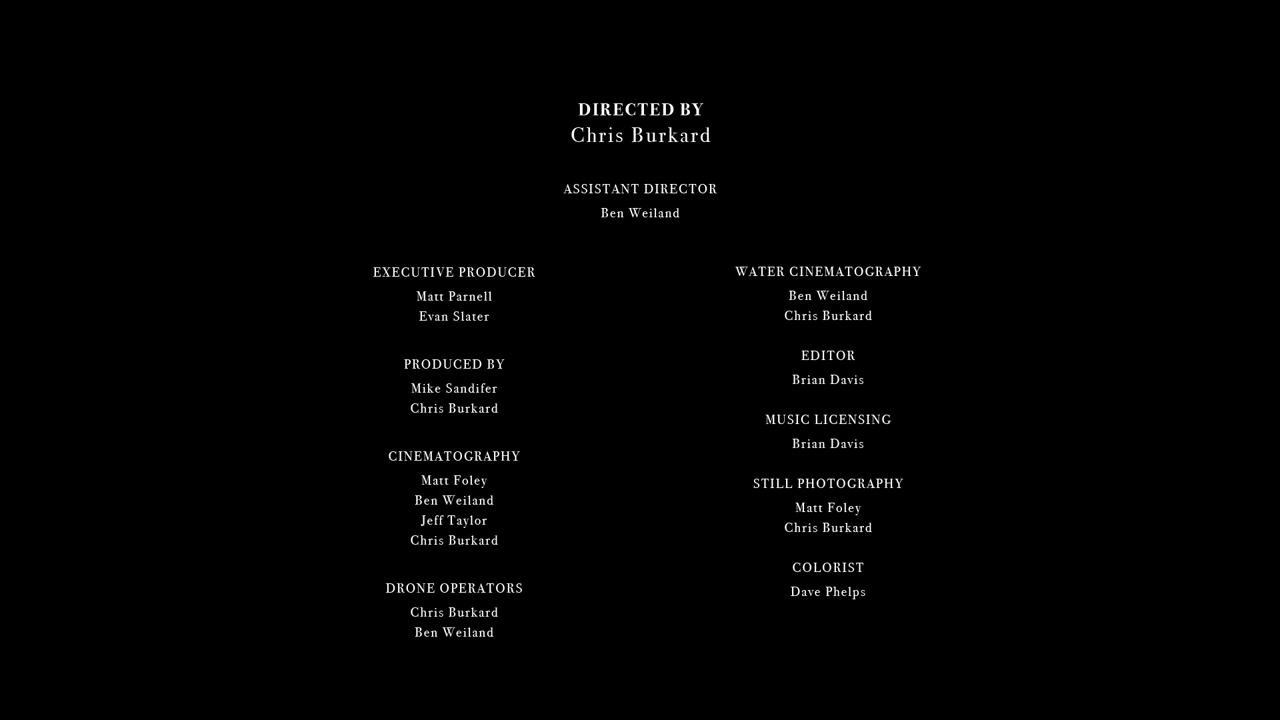 DIRECTED BY
Chris Burkard
ASSISTANT DIRECTOR
Ben Weiland
EXECUTIVE PRODUCER
Matt Parnell
Evan Slater
PRODUCED BY
Mike Sandifer
Chris Burkard
CINEMATOGRAPHY
Matt Foley
Ben Weiland
Jeff Taylor
Chris Burkard
DRONE OPERATORS
Chris Burkard
Ben Weiland
WATER CINEMATOGRAPHY
Ben Weiland
Chris Burkard
EDITOR
Brian Davis
MUSIC LICENSING
Brian Davis
STILL PHOTOGRAPHY
Matt Foley
Chris Burkard
COLORIST
Dave Phelps